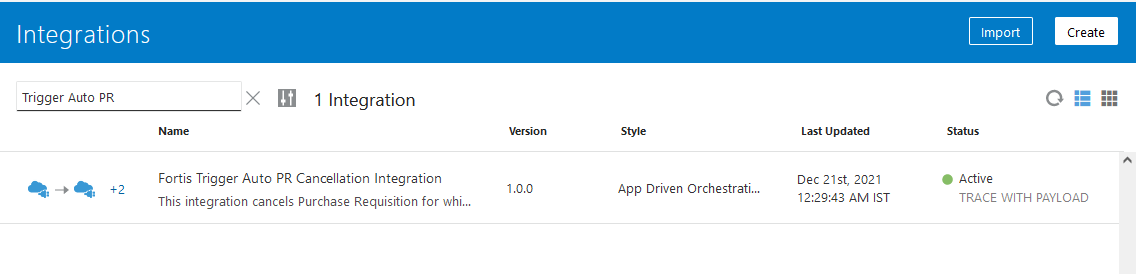 Integrations
Import
Create
Trigger Auto PR
1 Integration
Name Version Style Last Updated Status
+2
Fortis Trigger Auto PR Cancellation Integration
This integration cancels Purchase Requisition for whi...
1.0.0
App Driven Orchestrati...
Dec 21st, 2021
12:29:43 AM IST
Active
TRACE WITH PAYLOAD